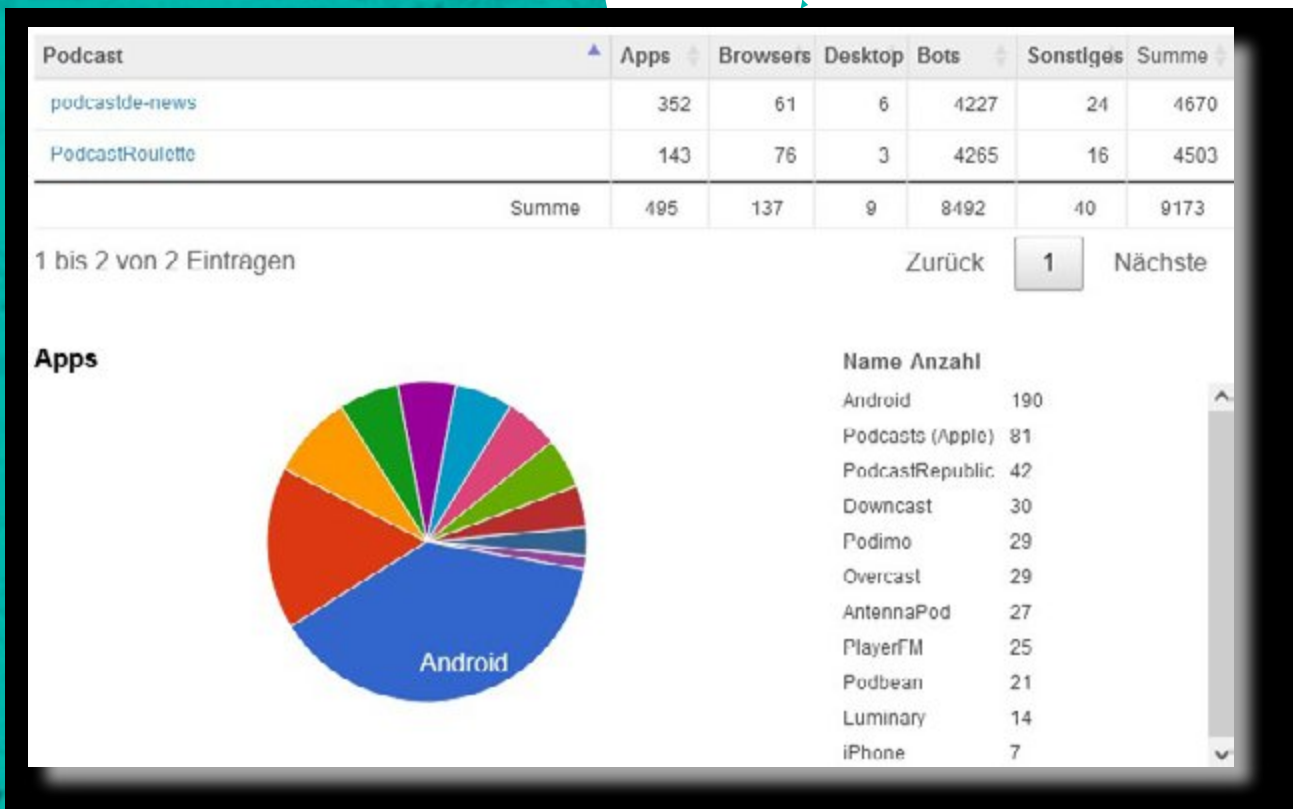 Podcast Apps Browsers Desktop Bots Sonstiges Summe
podcastde-news 352 61 6 4227 24 4670
PodcastRoulette 143 76 3 4265 16 4503
Summe 495 137 9 8492 40 9173
1 bis 2 von 2 Eintragen Zurück 1 Nächste
Apps
Android
Name Anzahl
Android 190
Podcasts (Apple) 81
PodcastRepublic 42
Downcast 30
Podimo 29
Overcast 29
AntennaPod 27
PlayerFM 25
Podbean 21
Luminary 14
iPhone 7